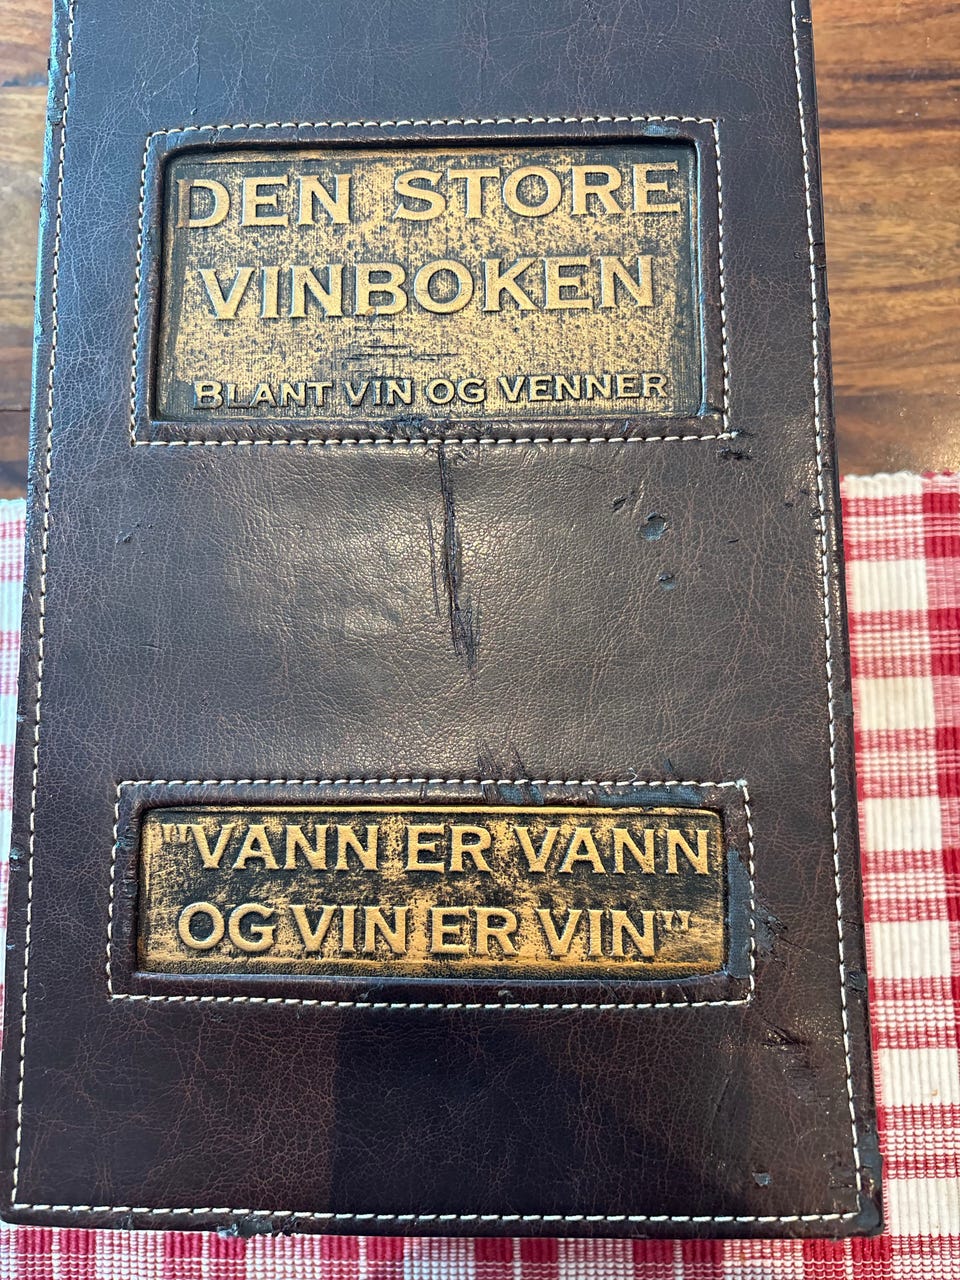 DEN STORE
VINBOKEN
BLANT VIN OG VENNER
"VANN ER VANN
OG VIN ER VIN"